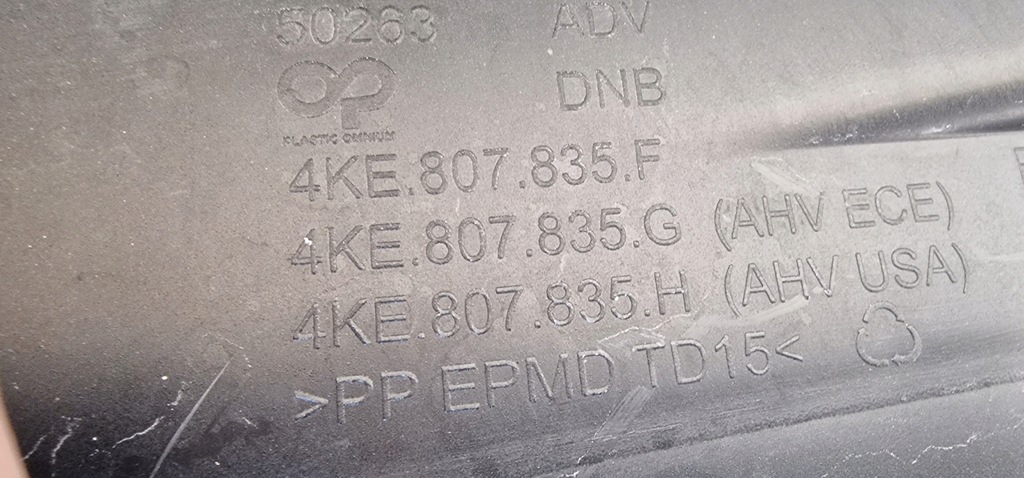 50263 ADV
OP DNB
PLASTIC OMNIUM
4KE.807.835.F
4KE.807.835.G (AHV ECE)
4KE.807.835.H (AHV USA)
>PP EPMD TD15<